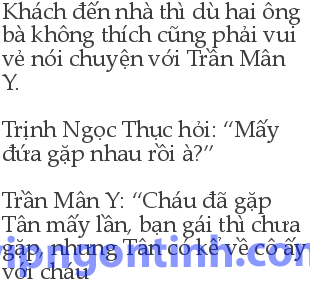 Khách đến nhà thì dù hai ông
bà không thích cũng phải vui
vẻ nói chuyện với Trần Mân
Y.
Trịnh Ngọc Thục hỏi: “Mấy
đứa gặp nhau rồi à?”
Trần Mân Y: “Cháu đã gặp
Tân mấy lần, bạn gái thì chưa
gặp, nhưng Tân có kể về cô ấy
với cháu
vipngontinh.com